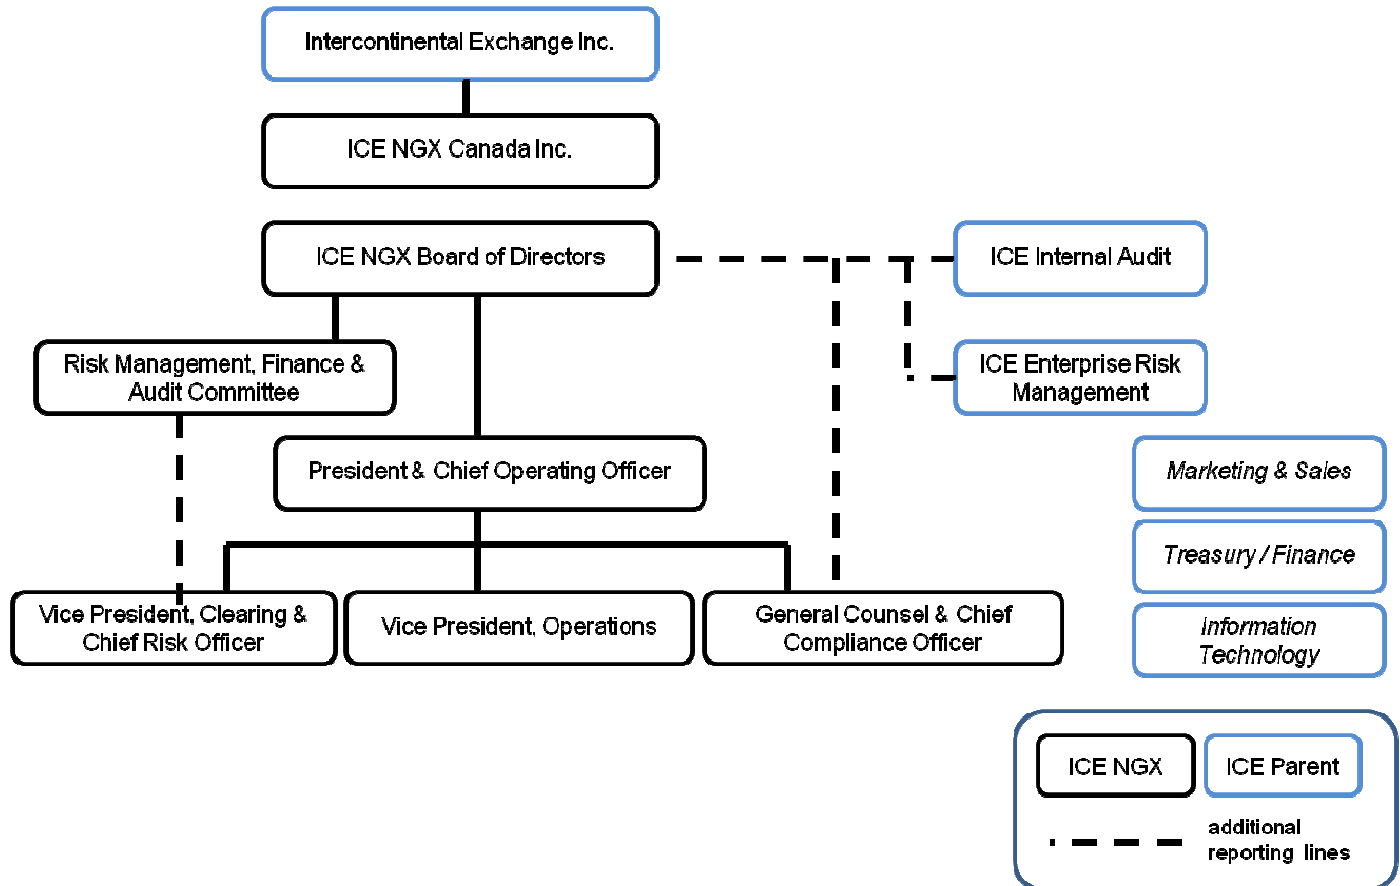 Intercontinental Exchange Inc.
ICE NGX Canada Inc.
ICE NGX Board of Directors
ICE Internal Audit
Risk Management, Finance &
Audit Committee
ICE Enterprise Risk
Management
President & Chief Operating Officer
Marketing & Sales
Treasury / Finance
Vice President, Clearing &
Chief Risk Officer
Vice President, Operations
General Counsel & Chief
Compliance Officer
Information
Technology
ICE NGX
ICE Parent
additional
reporting lines